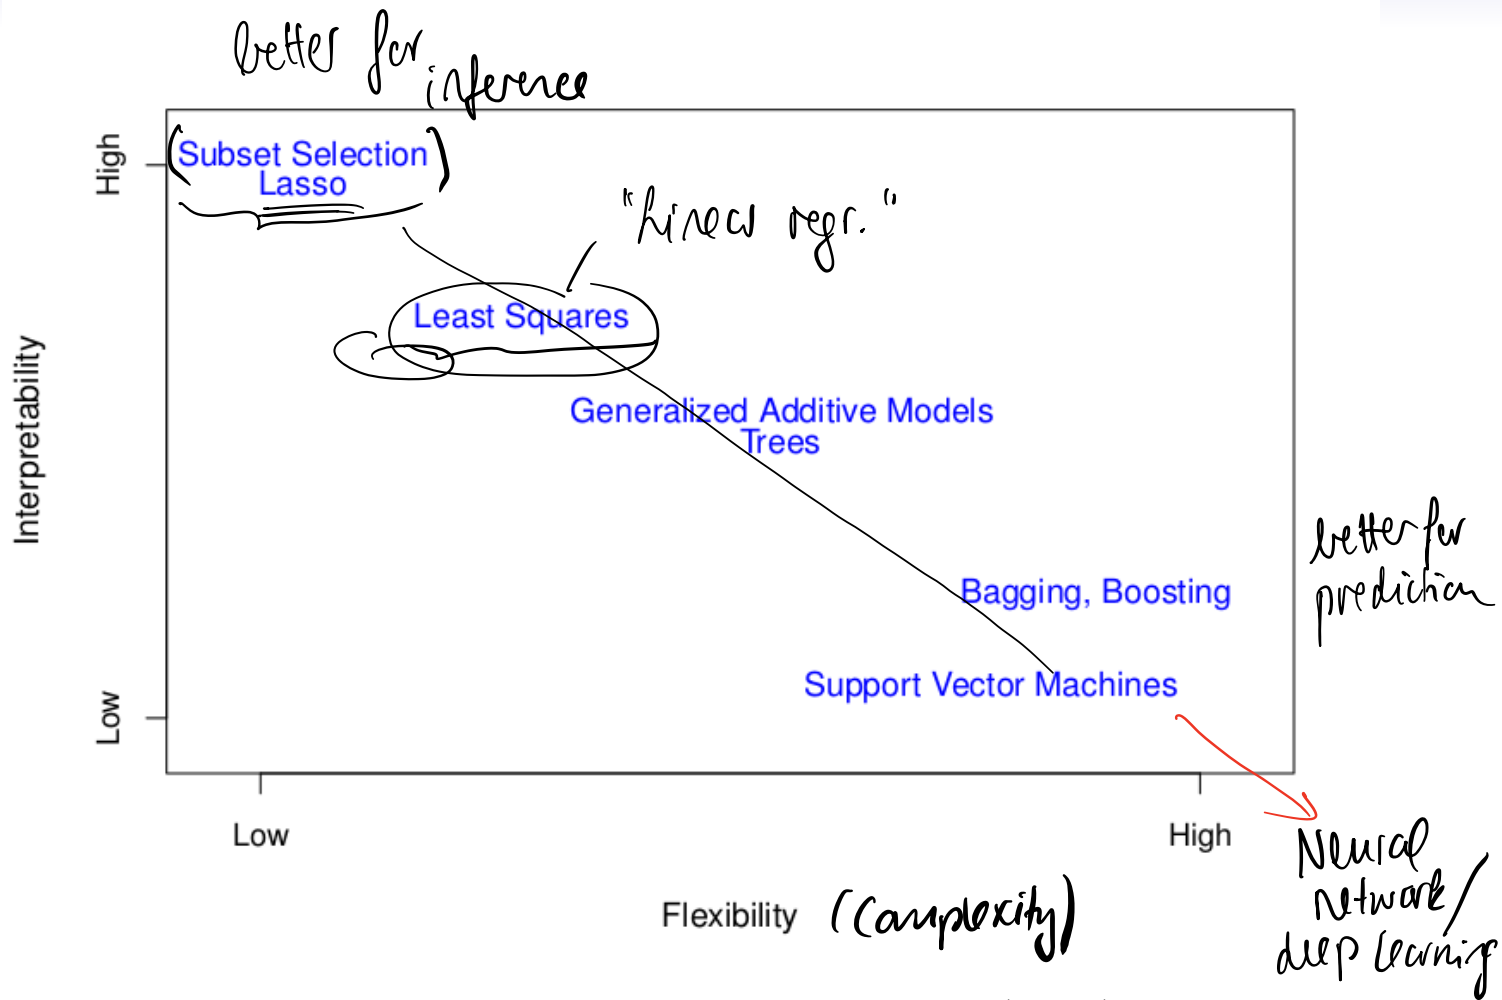 better for
inference
High
Subset Selection
Lasso
"Linear regr."
Least Squares
Interpretability
Generalized Additive Models
Trees
better for
prediction
Bagging, Boosting
Support Vector Machines
Low
Low
High
Neural
network/
deep learning
Flexibility (Complexity)